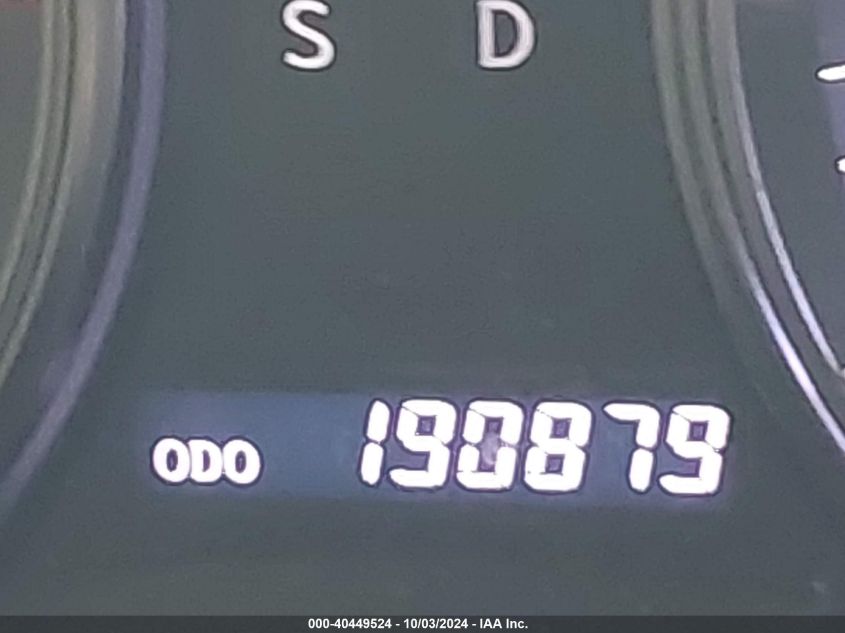 S D
ODO 190879
000-40449524 - 10/03/2024 - IAA Inc.